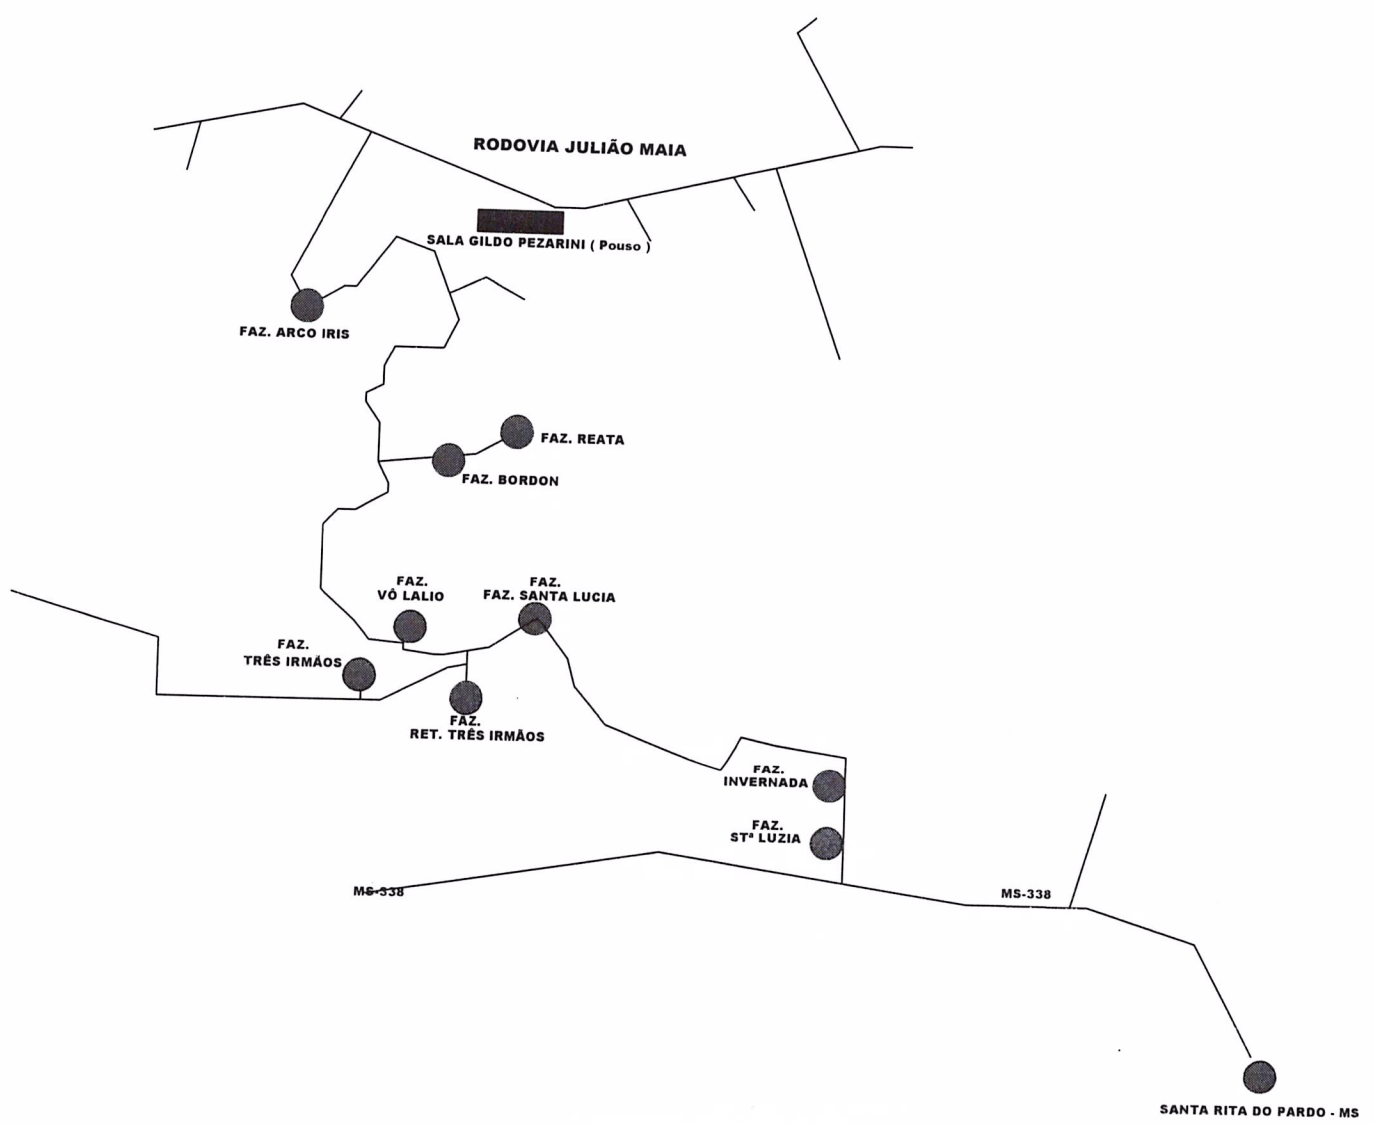 RODOVIA JULIÃO MAIA
SALA GILDO PEZARINI ( Pouso )
FAZ. ARCO IRIS
FAZ. REATA
FAZ. BORDON
FAZ.
VÔ LALIO
FAZ.
FAZ. SANTA LUCIA
FAZ.
TRÊS IRMÃOS
FAZ.
RET. TRÊS IRMÃOS
FAZ.
INVERNADA
FAZ.
STª LUZIA
MS-338
MS-338
SANTA RITA DO PARDO - MS